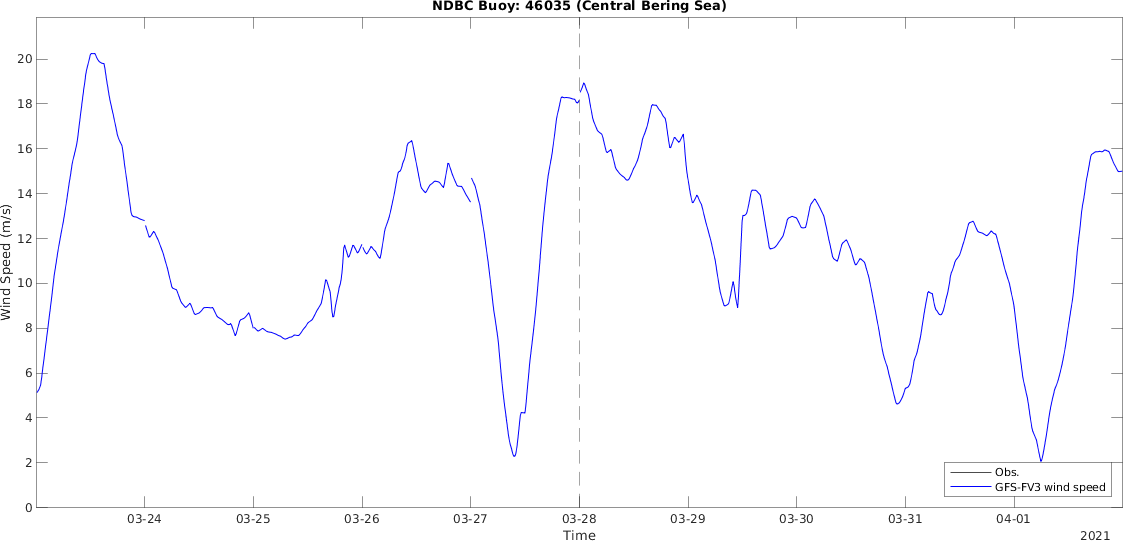 NDBC Buoy: 46035 (Central Bering Sea)
20
18
16
14
12
10
8
6
4
2
0
Wind Speed (m/s)
03-24 03-25 03-26 03-27 03-28 03-29 03-30 03-31 04-01
Time
2021
Obs.
GFS-FV3 wind speed